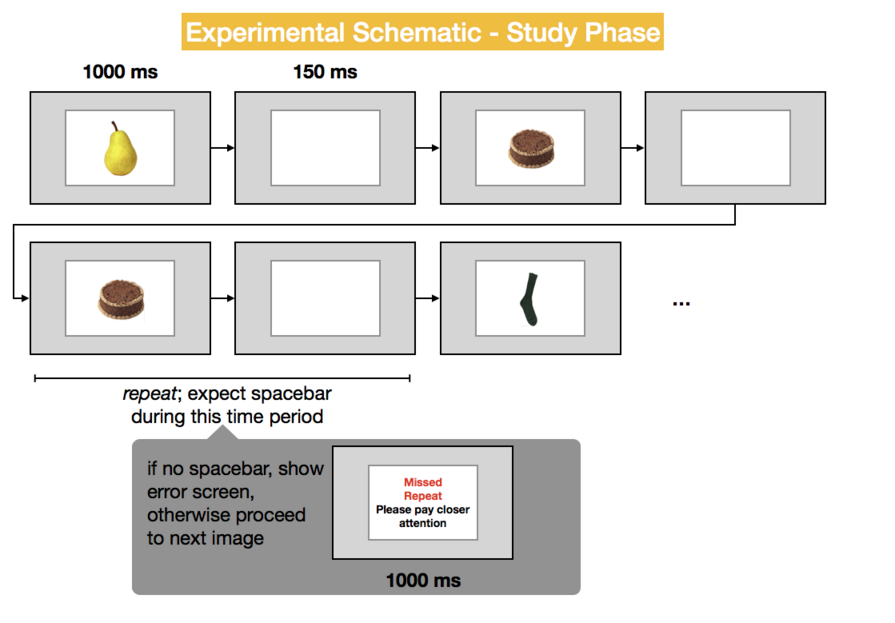 Experimental Schematic - Study Phase
1000 ms
150 ms
...
repeat; expect spacebar
during this time period
if no spacebar, show
error screen,
otherwise proceed
to next image
Missed
Repeat
Please pay closer
attention
1000 ms